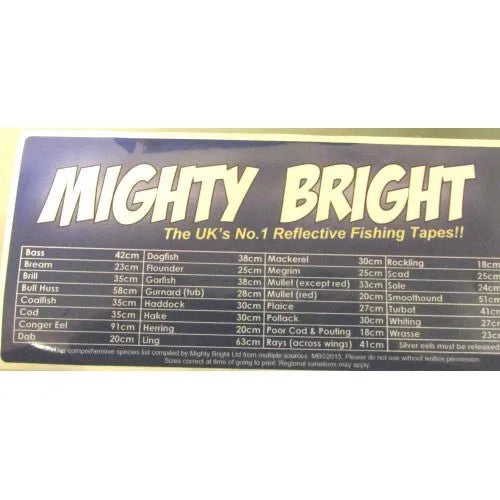 MIGHTY BRIGHT
The UK's No.1 Reflective Fishing Tapes!!
Bass 42cm Dogfish 38cm Mackerel 30cm Rockling 18cm
Bream 23cm Flounder 25cm Megrim 25cm Scad 25cm
Brill 35cm Garfish 38cm Mullet (except red) 33cm Sole 24cm
Bull Huss 58cm Gurnard (tub) 28cm Mullet (red) 20cm Smoothound 51cm
Coalfish 35cm Haddock 30cm Plaice 27cm Turbot 41cm
Cod 35cm Hake 30cm Pollack 30cm Whiting 27cm
Conger Eel 91cm Herring 20cm Poor Cod & Pouting 18cm Wrasse 23cm
Dab 20cm Ling 63cm Rays (across wings) 41cm Silver eels must be released
comprehensive species list compiled by Mighty Bright Ltd from multiple sources. MB©2015. Please do not use without written permission.
Sizes correct at time of going to print. Regional variations may apply.